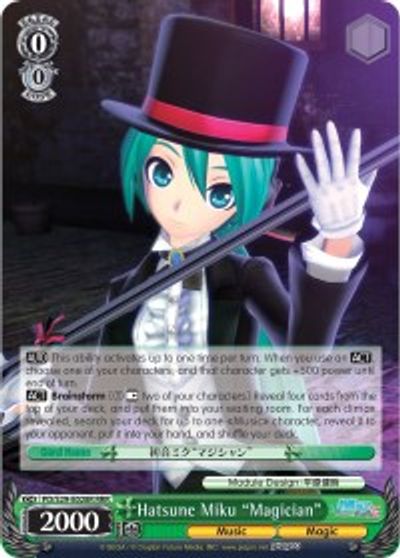 0
0
AUTO This ability activates up to one time per turn. When you use an ACT,
choose one of your characters, and that character gets +500 power until
end of turn.
ACT Brainstorm two of your characters] Reveal four cards from the
top of your deck, and put them into your waiting room. For each climax
revealed, search your deck for up to one «Music» character, reveal it to
your opponent, put it into your hand, and shuffle your deck.
Card Name
初音ミク"マジシャン"
Module Design:
2000
Hatsune Miku "Magician"
Music
Magic